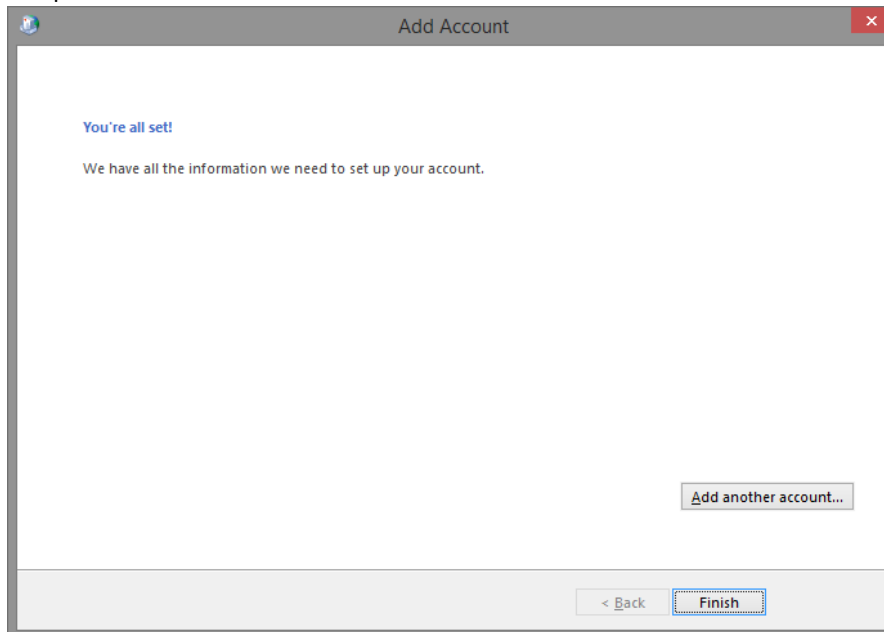 Add Account
You're all set!
We have all the information we need to set up your account.
Add another account...
< Back
Finish